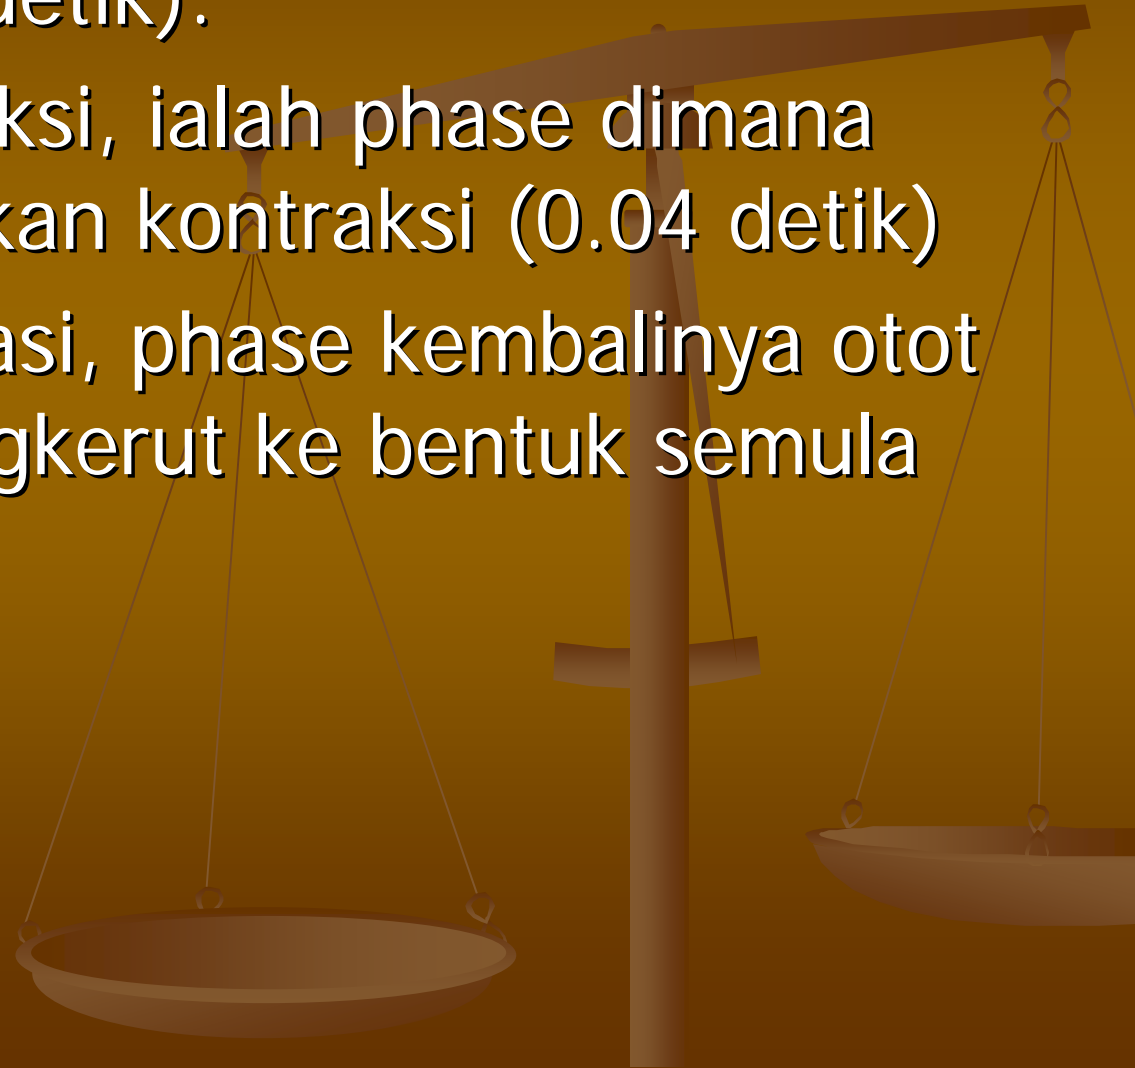 detik).
ksi, ialah phase dimana
kan kontraksi (0.04 detik)
asi, phase kembalinya otot
gkerut ke bentuk semula